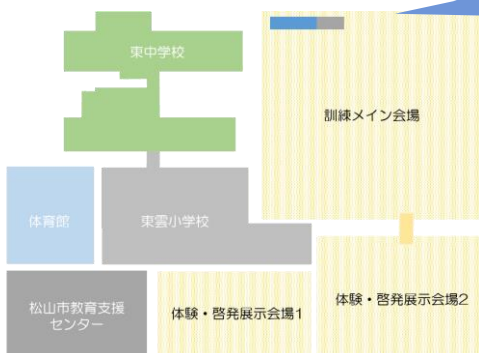 東中学校
訓練メイン会場
体育館
東雲小学校
松山市教育支援
センター
体験・啓発展示会場1
体験・啓発展示会場2